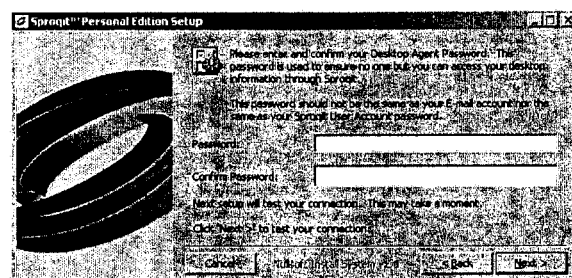 Sproqit™ Personal Edition Setup
Please enter and confirm your Desktop Agent Password. This
password is used to ensure no one but you can access your desktop
information through Sproqit.
This password should not be the same as your E-mail account nor the
same as your Sproqit User Account password.
Password:
Confirm Password:
Next setup will test your connection. This may take a moment.
Click 'Next >' to test your connection.
Cancel
< Back
Next >